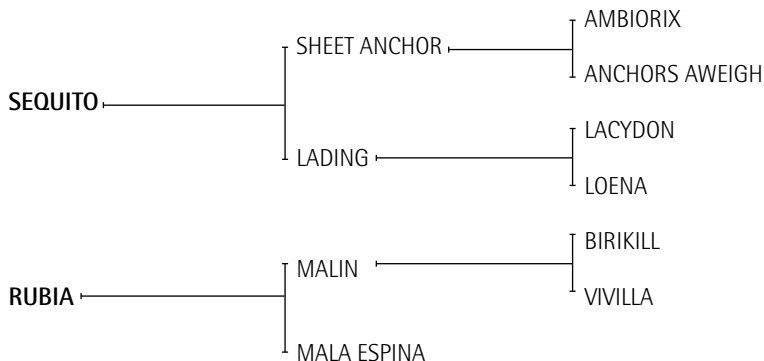 AMBIORIX
SHEET ANCHOR
ANCHORS AWEIGH
SEQUITO
LACYDON
LADING
LOENA
BIRIKILL
MALIN
RUBIA
VIVILLA
MALA ESPINA